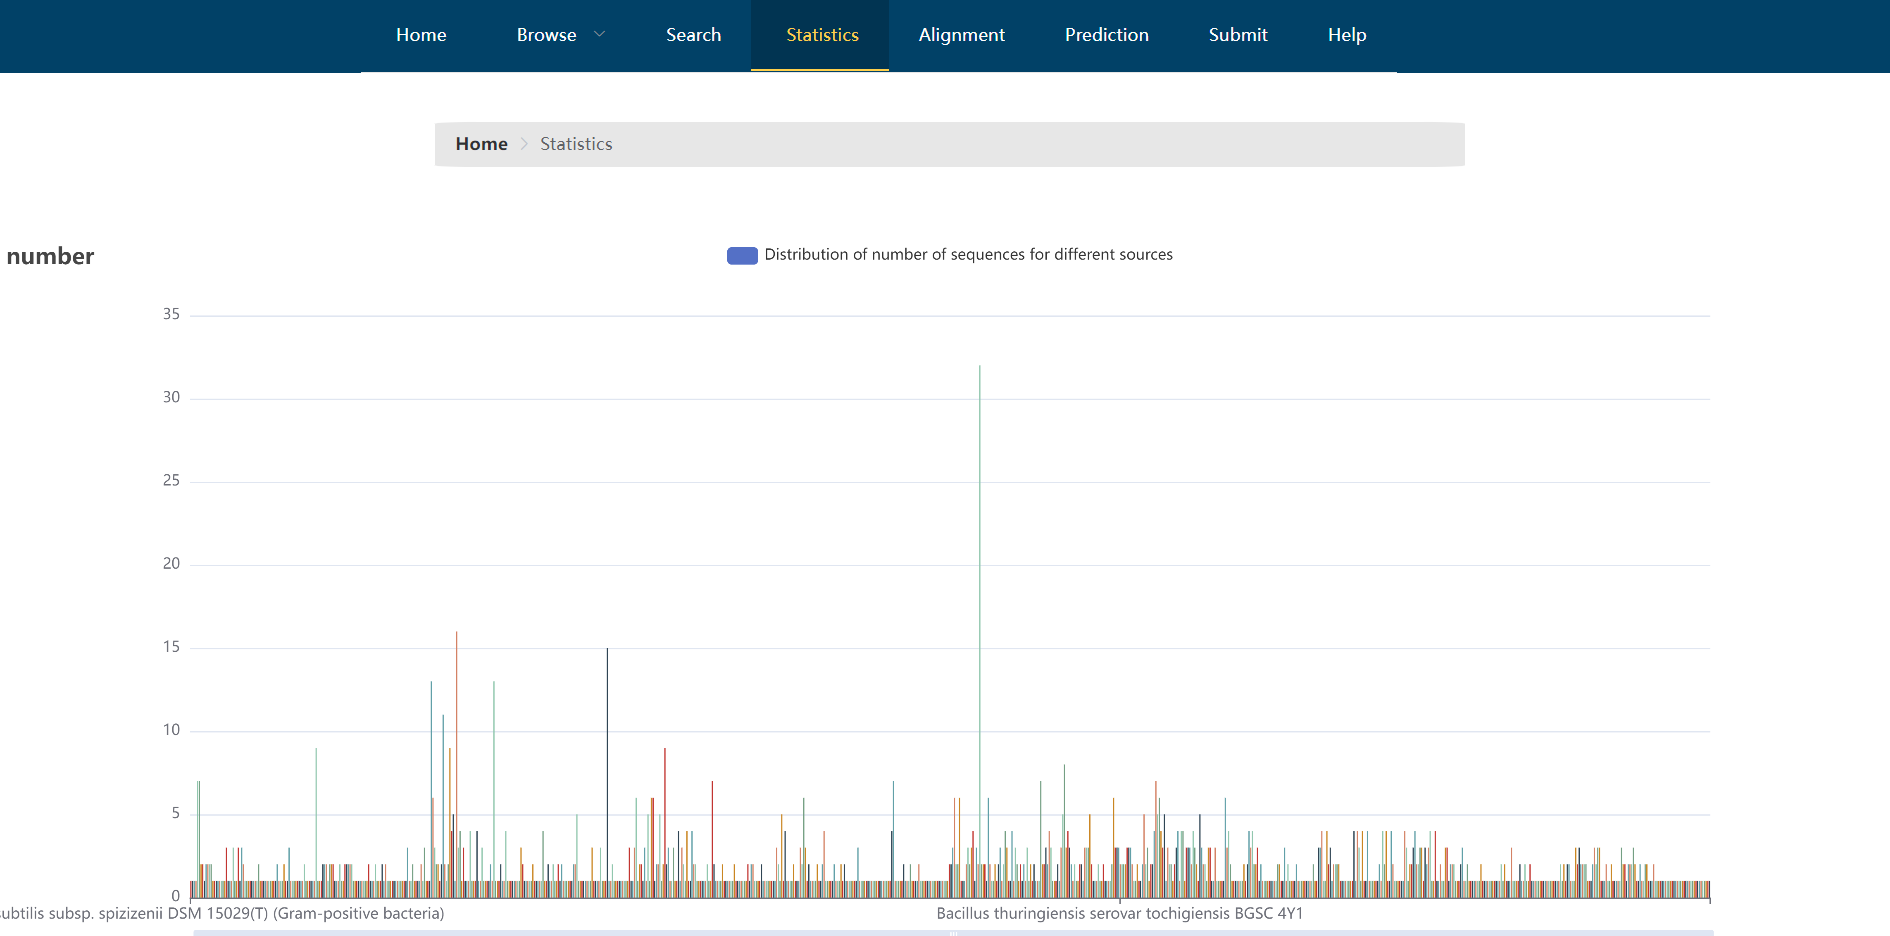 Home Browse Search Statistics Alignment Prediction Submit Help
Home Statistics
number
Distribution of number of sequences for different sources
35
30
25
20
15
10
5
0
subtilis subsp. spizizenii DSM 15029(T) (Gram-positive bacteria) Bacillus thuringiensis serovar tochigiensis BGSC 4Y1